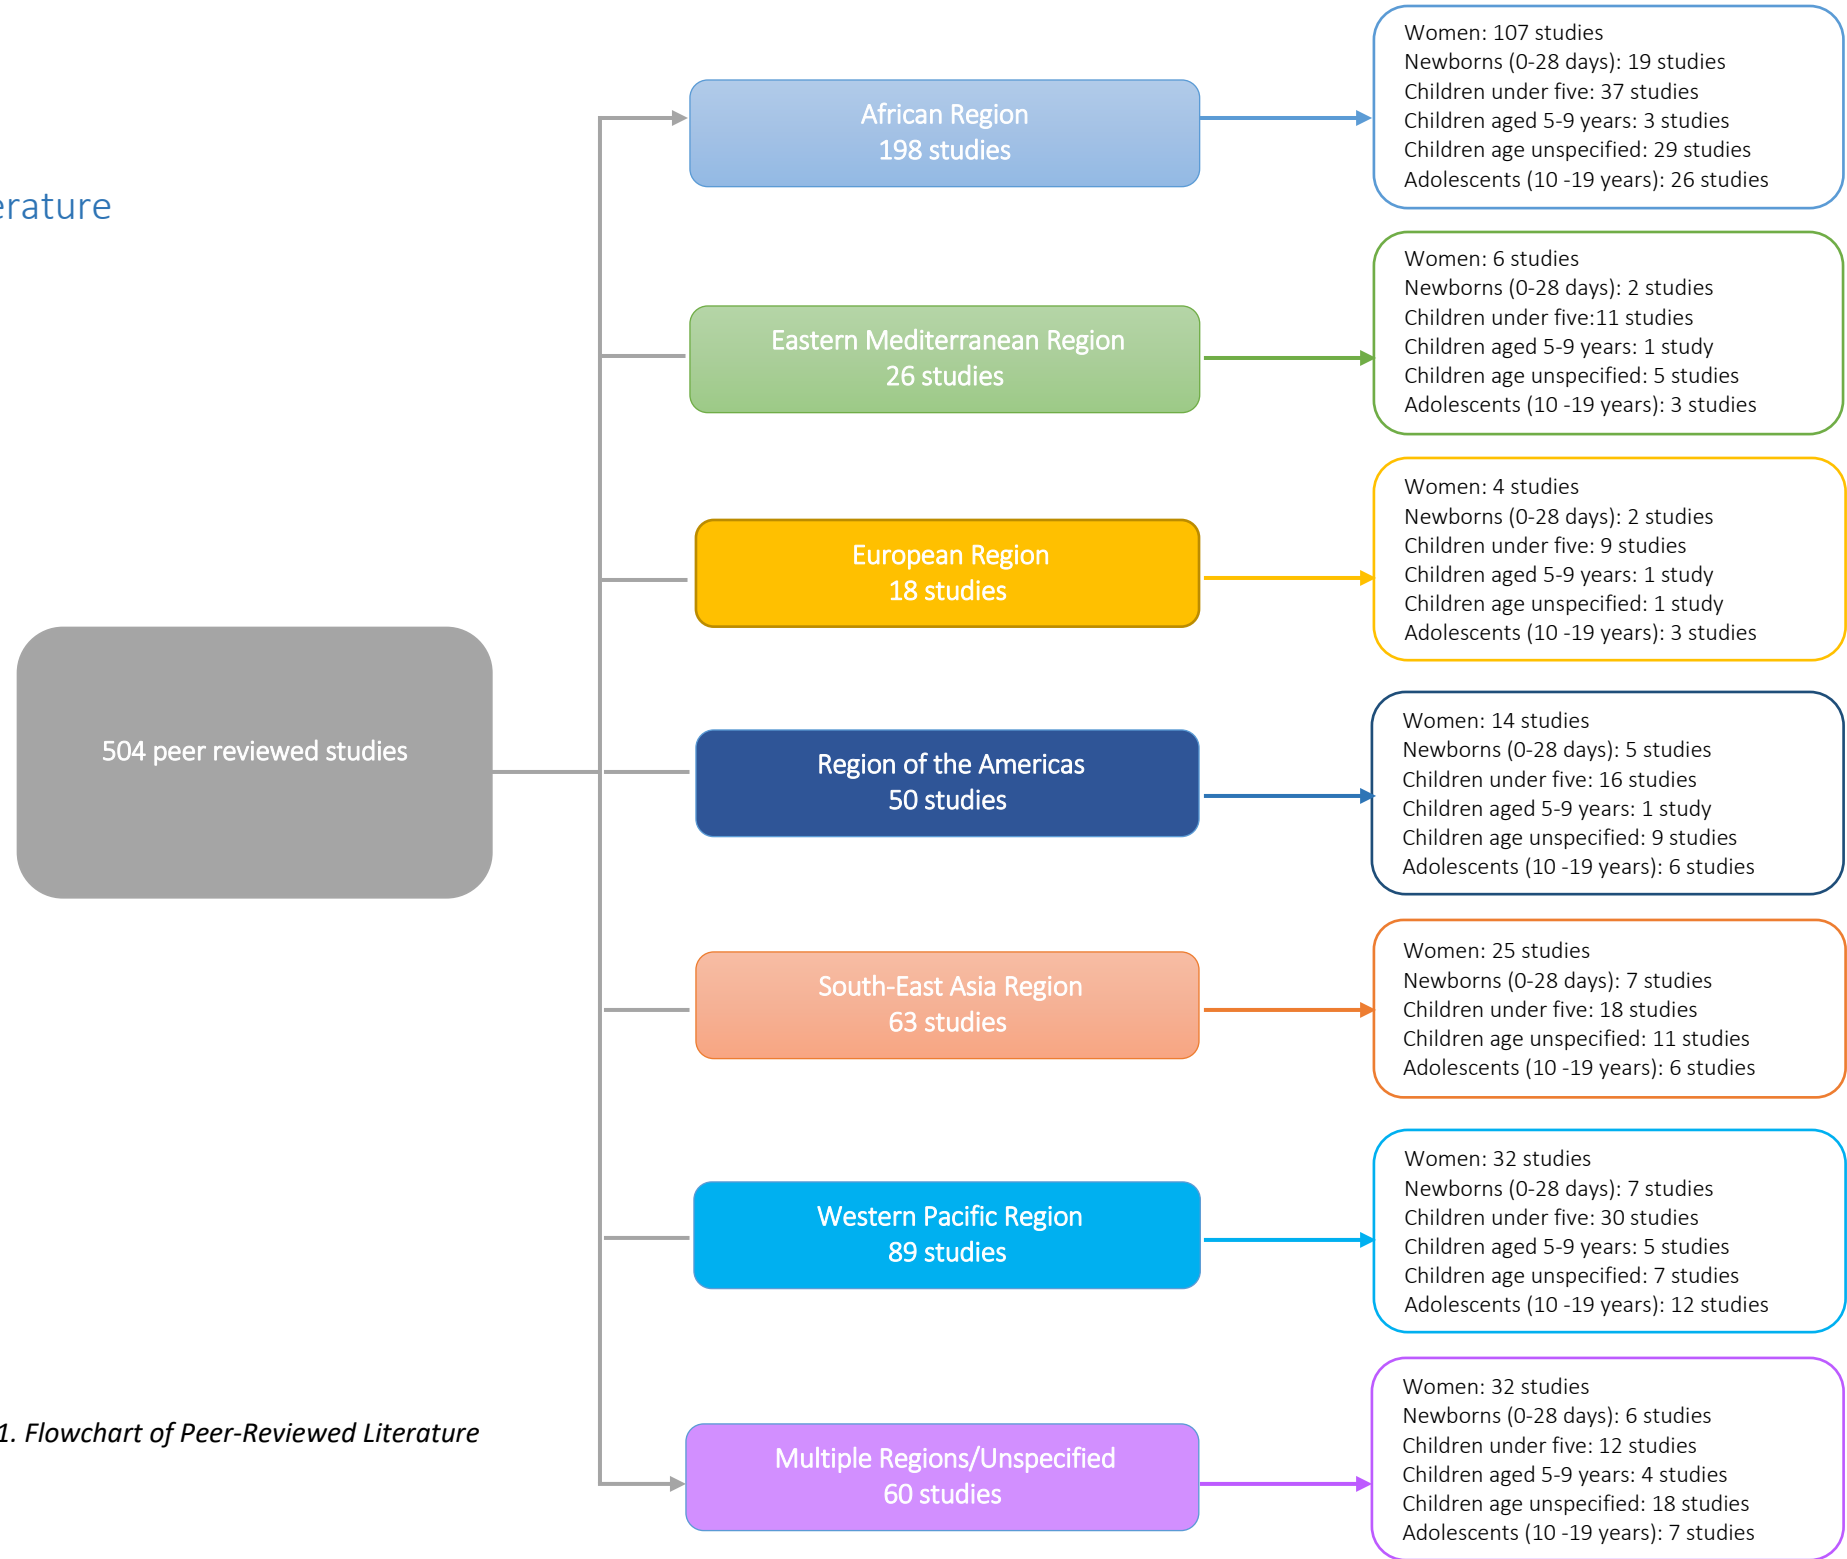 erature
504 peer reviewed studies
1. Flowchart of Peer-Reviewed Literature
African Region
198 studies
Women: 107 studies
Newborns (0-28 days): 19 studies
Children under five: 37 studies
Children aged 5-9 years: 3 studies
Children age unspecified: 29 studies
Adolescents (10 -19 years): 26 studies
Eastern Mediterranean Region
26 studies
Women: 6 studies
Newborns (0-28 days): 2 studies
Children under five:11 studies
Children aged 5-9 years: 1 study
Children age unspecified: 5 studies
Adolescents (10 -19 years): 3 studies
European Region
18 studies
Women: 4 studies
Newborns (0-28 days): 2 studies
Children under five: 9 studies
Children aged 5-9 years: 1 study
Children age unspecified: 1 study
Adolescents (10 -19 years): 3 studies
Region of the Americas
50 studies
Women: 14 studies
Newborns (0-28 days): 5 studies
Children under five: 16 studies
Children aged 5-9 years: 1 study
Children age unspecified: 9 studies
Adolescents (10 -19 years): 6 studies
South-East Asia Region
63 studies
Women: 25 studies
Newborns (0-28 days): 7 studies
Children under five: 18 studies
Children age unspecified: 11 studies
Adolescents (10 -19 years): 6 studies
Western Pacific Region
89 studies
Women: 32 studies
Newborns (0-28 days): 7 studies
Children under five: 30 studies
Children aged 5-9 years: 5 studies
Children age unspecified: 7 studies
Adolescents (10 -19 years): 12 studies
Multiple Regions/Unspecified
60 studies
Women: 32 studies
Newborns (0-28 days): 6 studies
Children under five: 12 studies
Children aged 5-9 years: 4 studies
Children age unspecified: 18 studies
Adolescents (10 -19 years): 7 studies